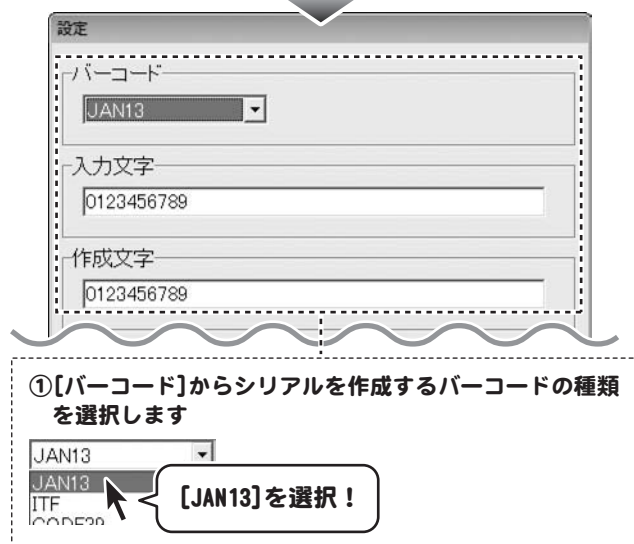 設定
バーコード
JAN13
入力文字
0123456789
作成文字
0123456789
①[バーコード]からシリアルを作成するバーコードの種類
を選択します
JAN13
JAN13
ITF
CODE39
[JAN13]を選択！